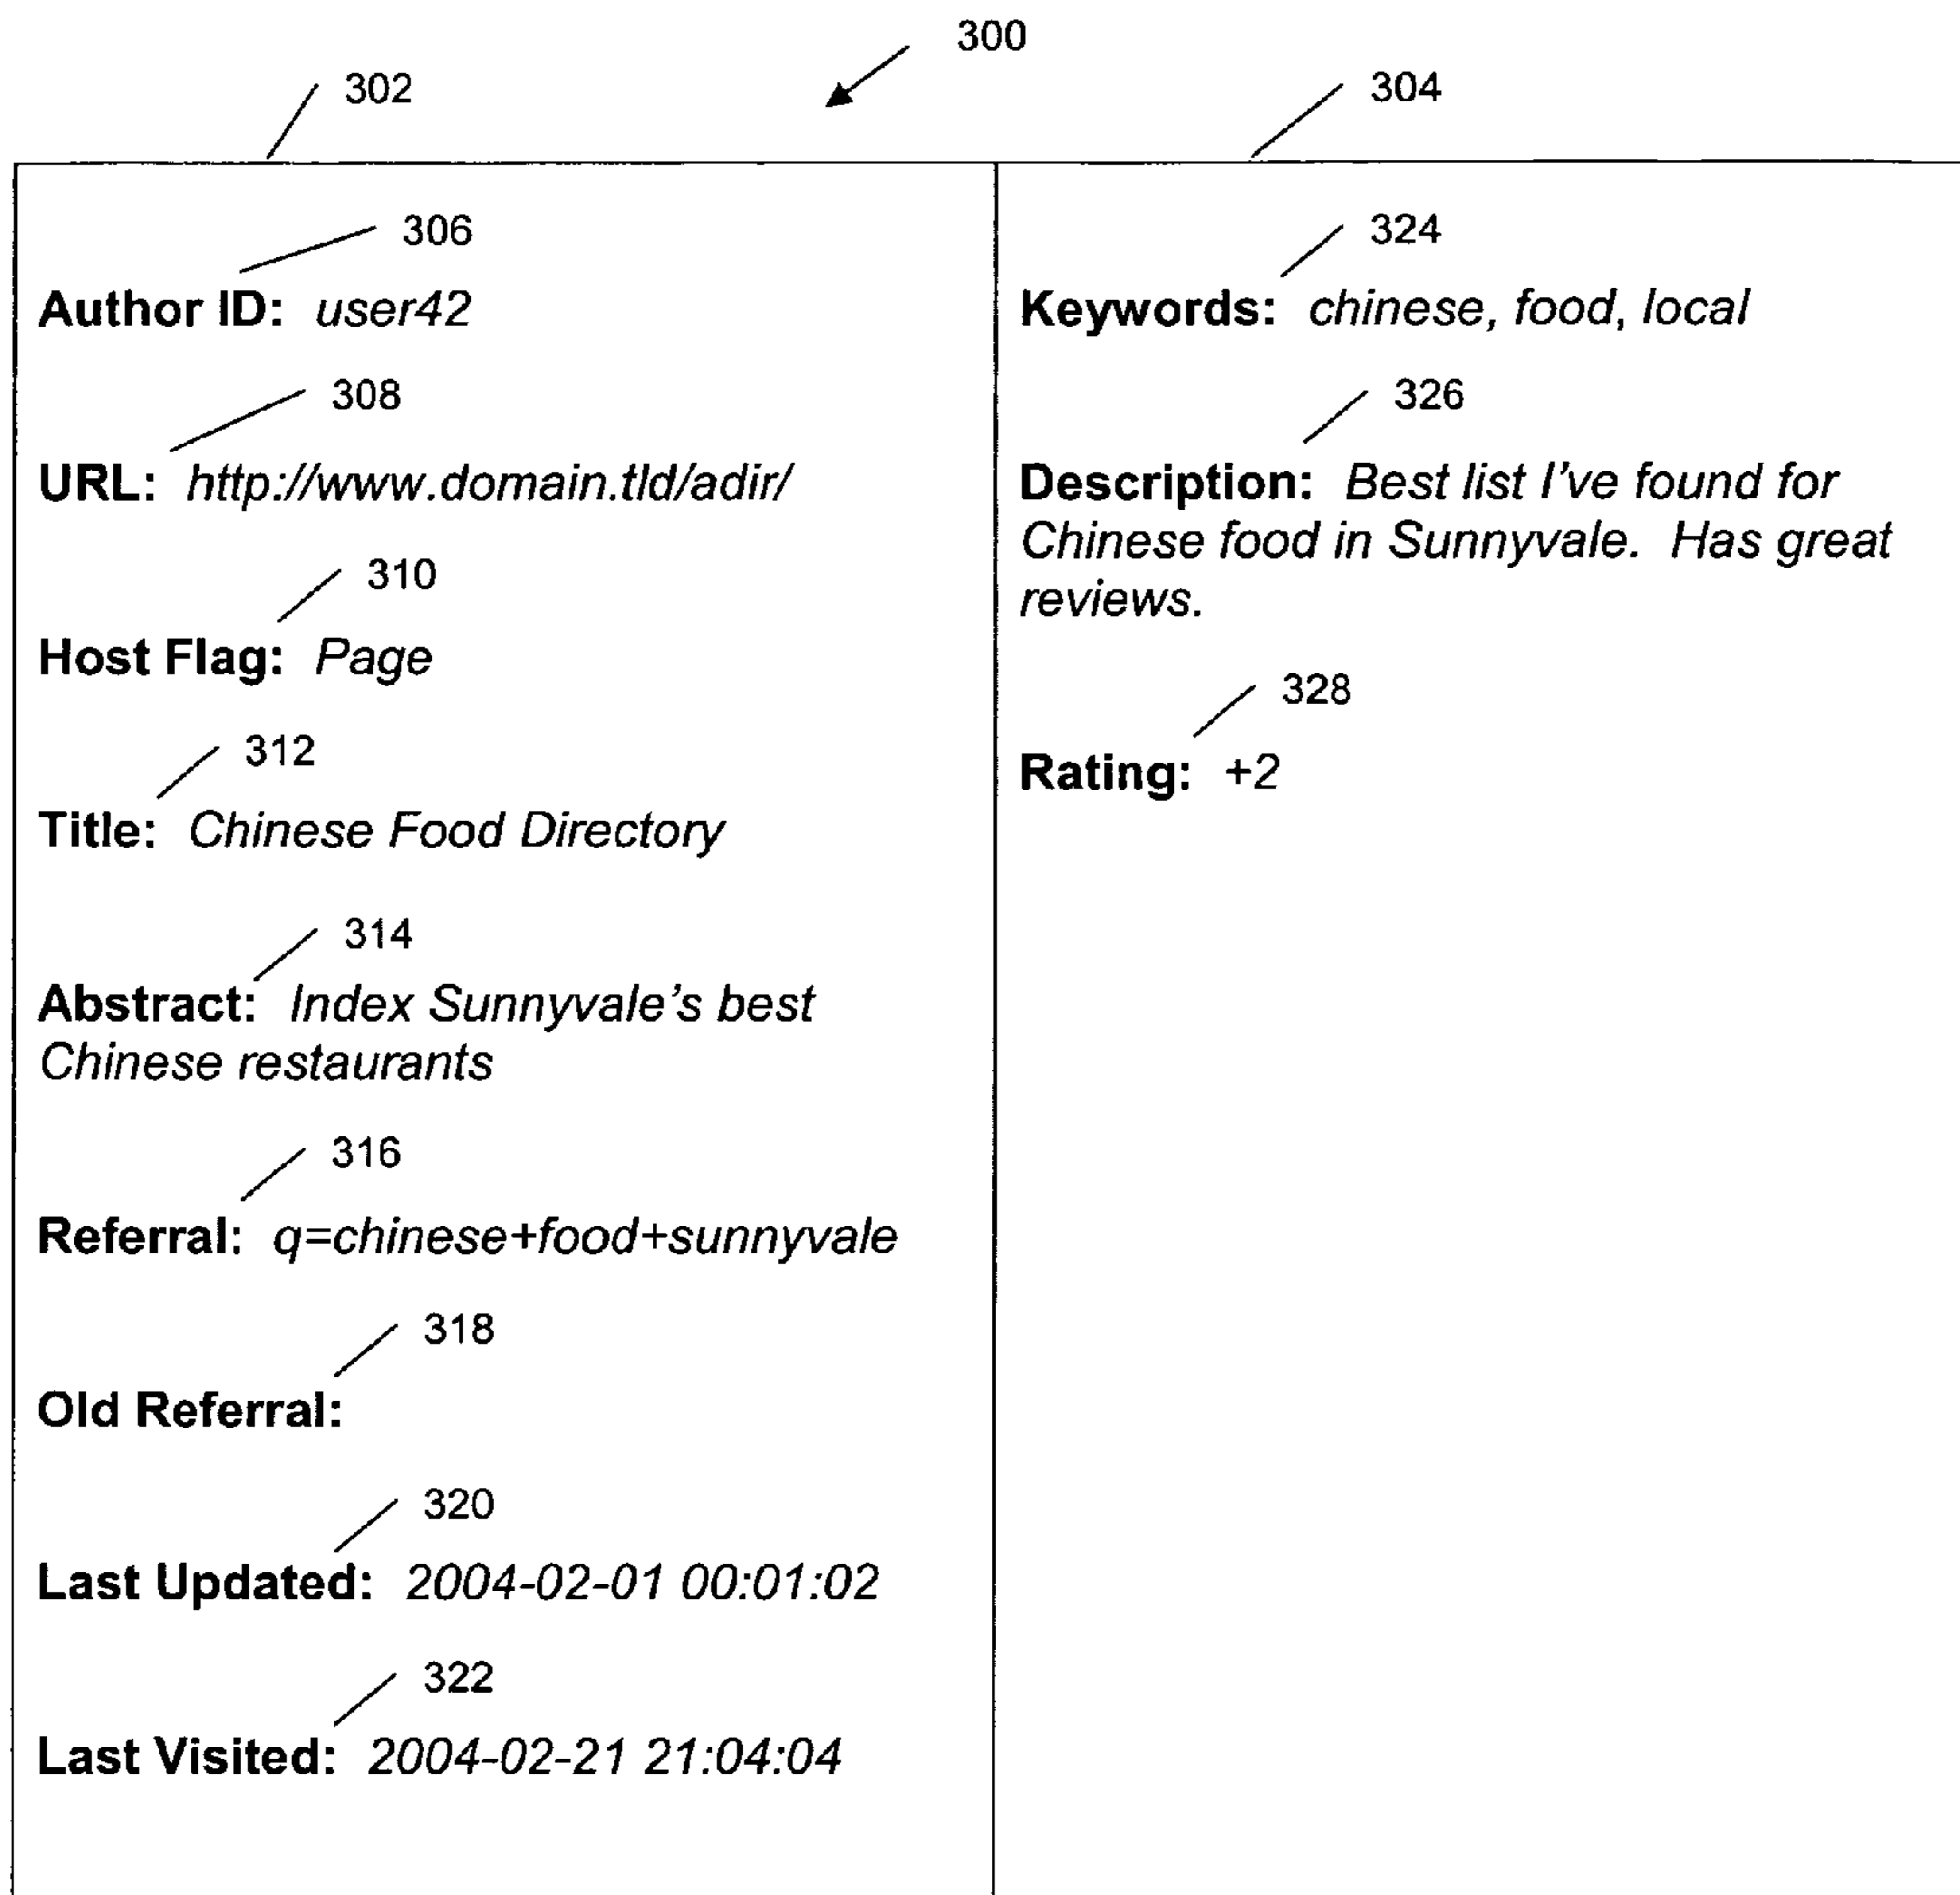 300
302
304
306
Author ID: user42
308
URL: http://www.domain.tld/adir/
310
Host Flag: Page
312
Title: Chinese Food Directory
314
Abstract: Index Sunnyvale's best
Chinese restaurants
316
Referral: q=chinese+food+sunnyvale
318
Old Referral:
320
Last Updated: 2004-02-01 00:01:02
322
Last Visited: 2004-02-21 21:04:04
324
Keywords: chinese, food, local
326
Description: Best list I've found for
Chinese food in Sunnyvale. Has great
reviews.
328
Rating: +2